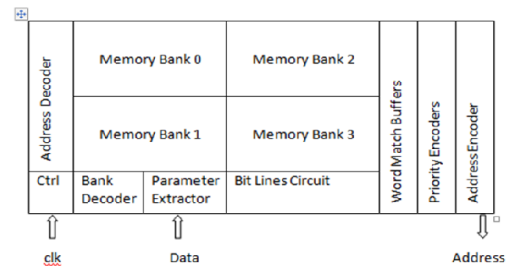 Address Decoder
Memory Bank 0
Memory Bank 2
Memory Bank 1
Memory Bank 3
Word Match Buffers
Priority Encoders
Address Encoder
Ctrl
Bank
Decoder
Parameter
Extractor
Bit Lines Circuit
clk
Data
Address